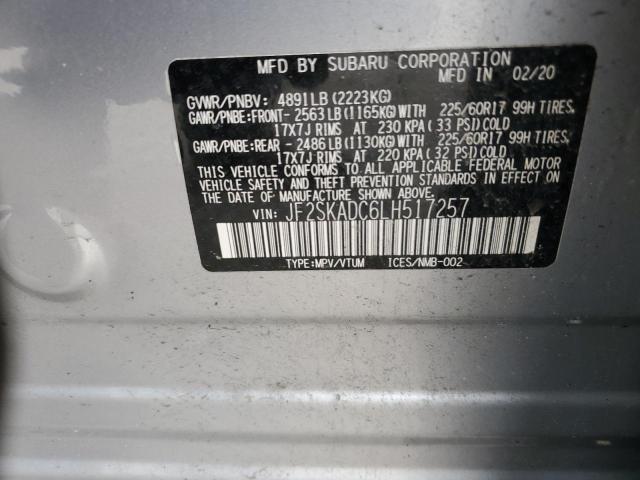 MFD BY SUBARU CORPORATION
MFD IN 02/20
GVWR/PNBV: 4891LB (2223KG)
GAWR/PNBE:FRONT- 2563LB (1165KG) WITH 225/60R17 99H TIRES
17X7J RIMS AT 230 KPA (33 PSI) COLD
GAWR/PNBE:REAR - 2486LB (1130KG) WITH 225/60R17 99H TIRES
17X7J RIMS AT 220 KPA (32 PSI) COLD
THIS VEHICLE CONFORMS TO ALL APPLICABLE FEDERAL MOTOR
VEHICLE SAFETY AND THEFT PREVENTION STANDARDS IN EFFECT ON
THE DATE OF MANUFACTURE SHOWN ABOVE.
VIN: JF2SKADC6LH517257
TYPE:MPV/VTUM ICES/NMB-002